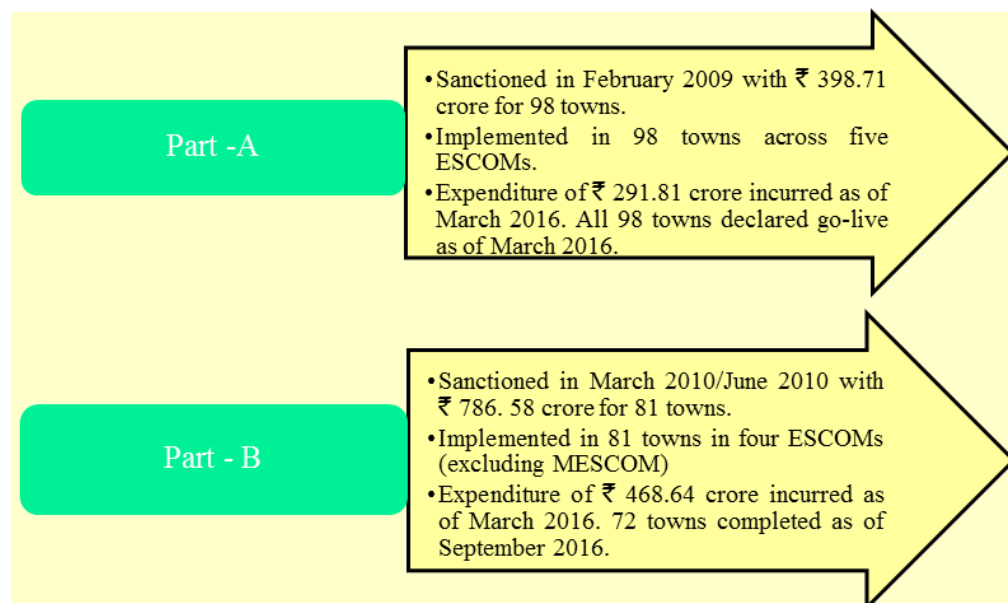 Part -A
•Sanctioned in February 2009 with ₹ 398.71
crore for 98 towns.
•Implemented in 98 towns across five
ESCOMs.
•Expenditure of ₹ 291.81 crore incurred as of
March 2016. All 98 towns declared go-live
as of March 2016.
Part - B
•Sanctioned in March 2010/June 2010 with
₹ 786. 58 crore for 81 towns.
•Implemented in 81 towns in four ESCOMs
(excluding MESCOM)
•Expenditure of ₹ 468.64 crore incurred as
of March 2016. 72 towns completed as of
September 2016.